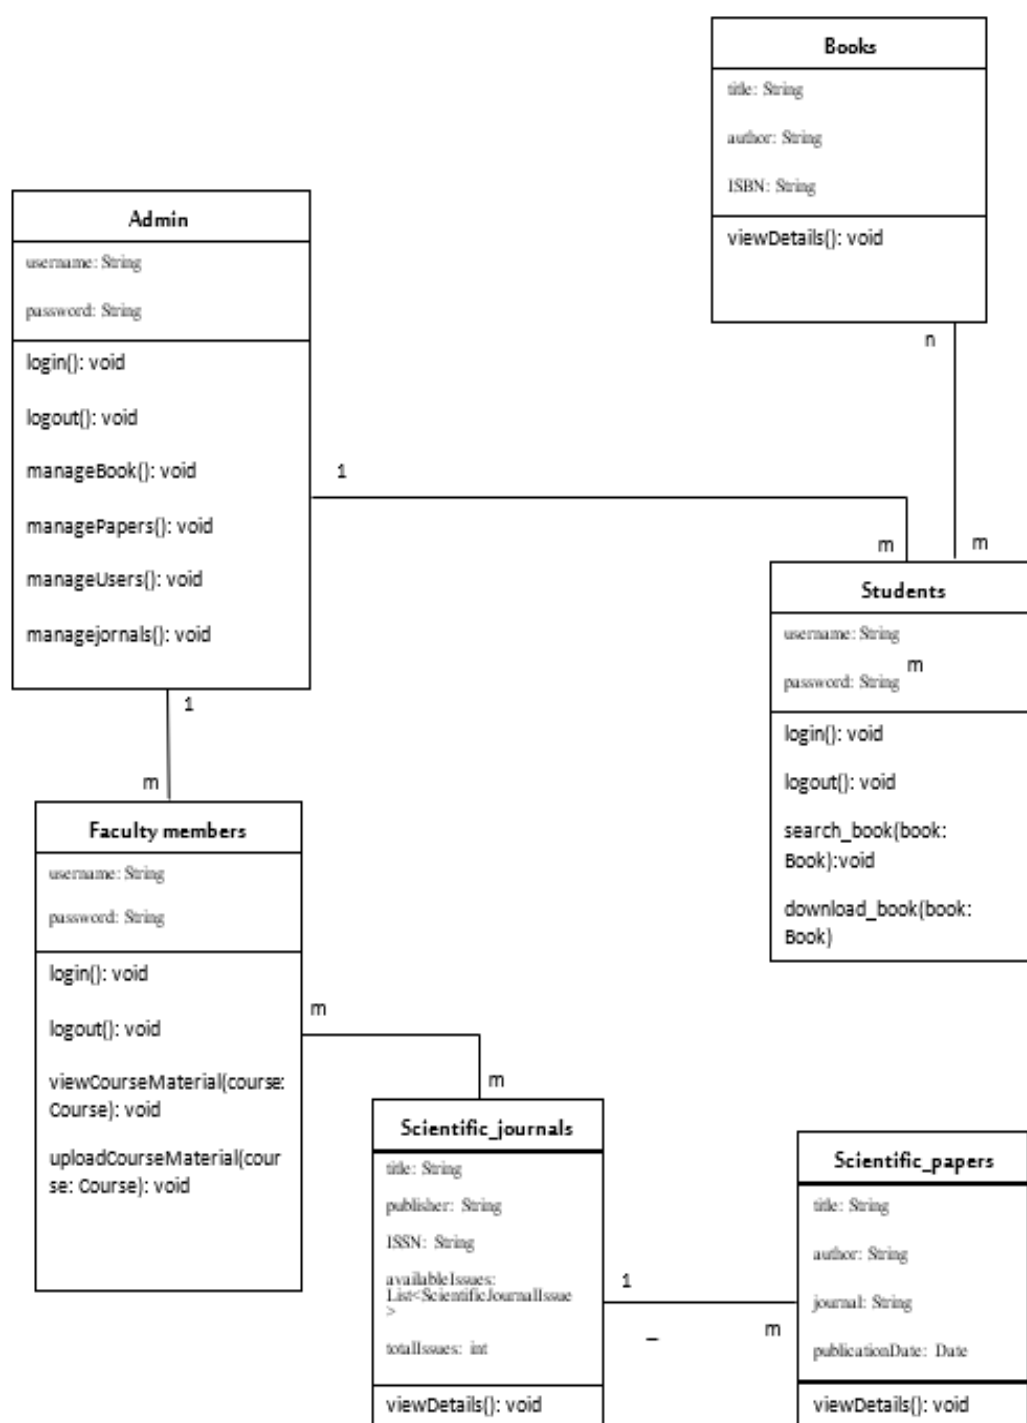 Books
title: String
author: String
ISBN: String
viewDetails(): void
n
m
Admin
username: String
password: String
login(): void
logout(): void
manageBook(): void
managePapers(): void
manageUsers(): void
managejornals(): void
1
m
1
m
Students
username: String
m
password: String
login(): void
logout(): void
search_book(book:
Book):void
download_book(book:
Book)
Faculty members
username: String
password: String
login(): void
logout(): void
viewCourseMaterial(course:
Course): void
uploadCourseMaterial(cour
se: Course): void
m
m
Scientific_journals
title: String
publisher: String
ISSN: String
availableIssues:
List<ScientificJournalIssue
>
totalIssues: int
viewDetails(): void
1
_
m
Scientific_papers
title: String
author: String
journal: String
publicationDate: Date
viewDetails(): void